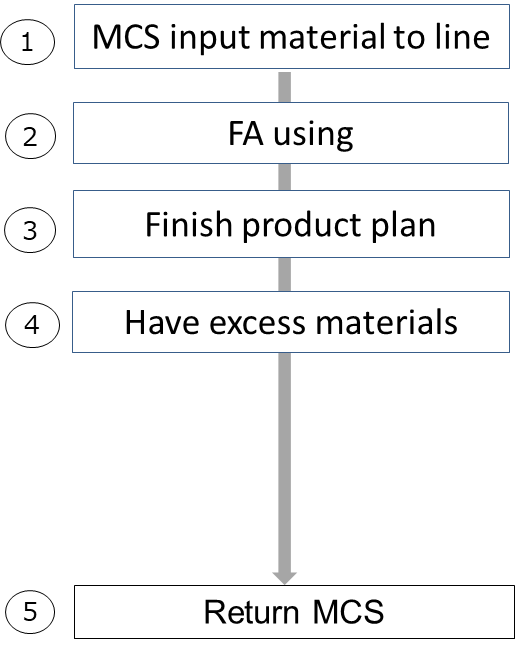 1 MCS input material to line
2 FA using
3 Finish product plan
4 Have excess materials
5 Return MCS